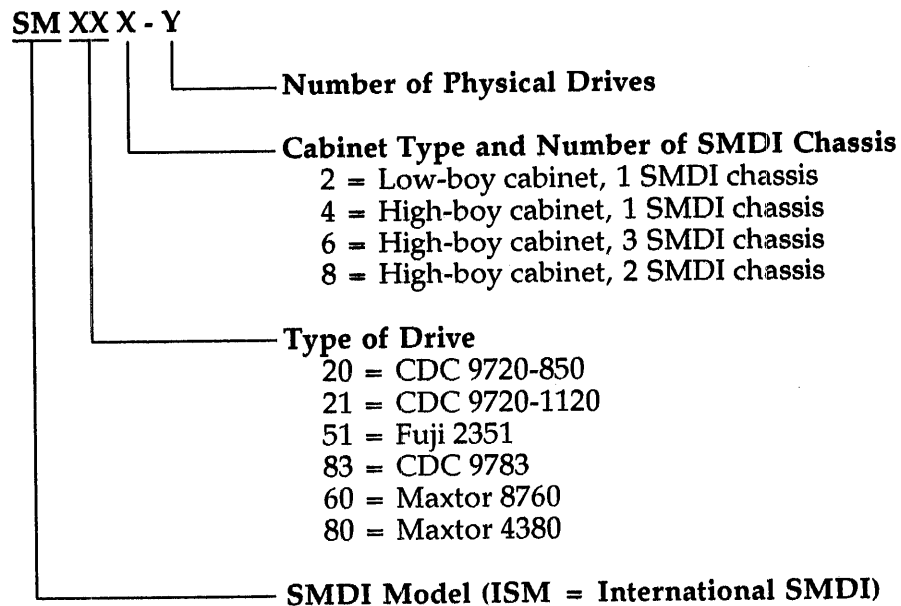 SM XX X - Y
Number of Physical Drives
Cabinet Type and Number of SMDI Chassis
2 = Low-boy cabinet, 1 SMDI chassis
4 = High-boy cabinet, 1 SMDI chassis
6 = High-boy cabinet, 3 SMDI chassis
8 = High-boy cabinet, 2 SMDI chassis
Type of Drive
20 = CDC 9720-850
21 = CDC 9720-1120
51 = Fuji 2351
83 = CDC 9783
60 = Maxtor 8760
80 = Maxtor 4380
SMDI Model (ISM = International SMDI)